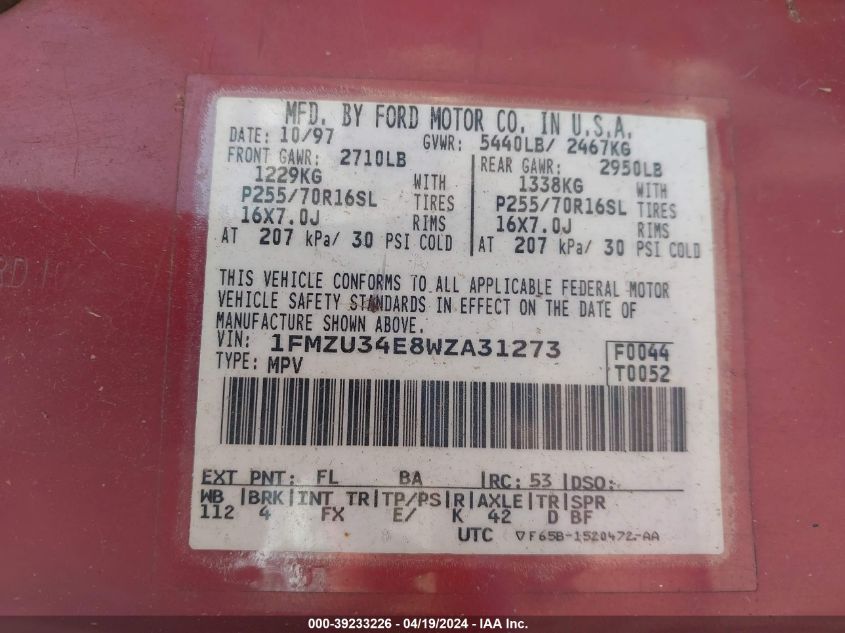 MFD. BY FORD MOTOR CO. IN U.S.A.
DATE: 10/97 GVWR: 5440LB/ 2467KG
FRONT GAWR: 2710LB REAR GAWR: 2950LB
1229KG WITH 1338KG WITH
P255/70R16SL TIRES P255/70R16SL TIRES
16X7.0J RIMS 16X7.0J RIMS
AT 207 kPa/ 30 PSI COLD AT 207 kPa/ 30 PSI COLD
THIS VEHICLE CONFORMS TO ALL APPLICABLE FEDERAL MOTOR
VEHICLE SAFETY STANDARDS IN EFFECT ON THE DATE OF
MANUFACTURE SHOWN ABOVE.
VIN: 1FMZU34E8WZA31273 F0044
TYPE: MPV T0052
EXT PNT: FL BA |RC: 53 |DSO:
WB |BRK|INT TR|TP/PS|R|AXLE|TR|SPR
112 4 FX E/ K 42 D BF
UTC ▽F65B-1520472-AA
000-39233226 - 04/19/2024 - IAA Inc.